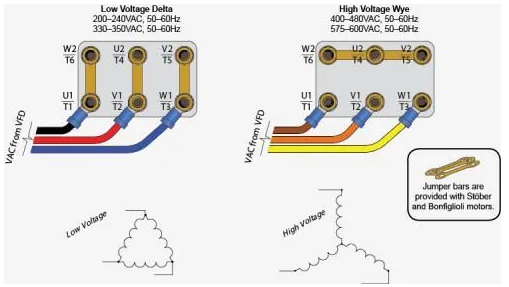 Low Voltage Delta
200–240VAC, 50–60Hz
330–350VAC, 50–60Hz
W2 U2 V2
T6 T4 T5
U1 V1 W1
T1 T2 T3
VAC from VFD
Low Voltage
High Voltage Wye
400–480VAC, 50–60Hz
575–600VAC, 50–60Hz
W2 U2 V2
T6 T4 T5
U1 V1 W1
T1 T2 T3
VAC from VFD
High Voltage
Jumper bars are
provided with Stöber
and Bonfiglioli motors.